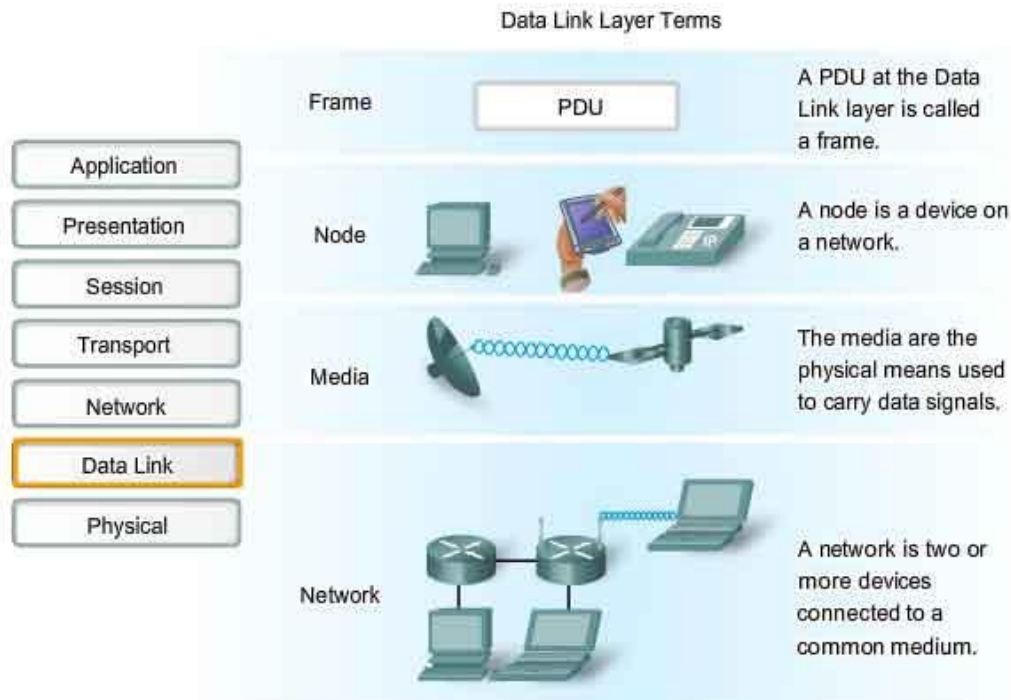 Data Link Layer Terms
Application
Presentation
Session
Transport
Network
Data Link
Physical
Frame
PDU
A PDU at the Data
Link layer is called
a frame.
Node
IP
A node is a device on
a network.
Media
The media are the
physical means used
to carry data signals.
Network
A network is two or
more devices
connected to a
common medium.